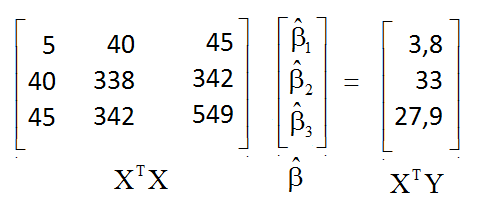 5 40 45 β̂₁ 3,8
40 338 342 β̂₂ = 33
45 342 549 β̂₃ 27,9
XᵀX β̂ XᵀY